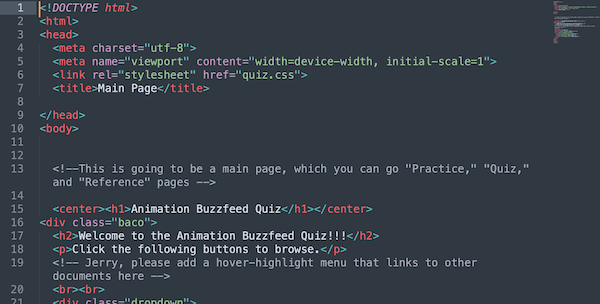 1 <!DOCTYPE html>
2 <html>
3 <head>
4 <meta charset="utf-8">
5 <meta name="viewport" content="width=device-width, initial-scale=1">
6 <link rel="stylesheet" href="quiz.css">
7 <title>Main Page</title>
8
9 </head>
10 <body>
11
12
13 <!--This is going to be a main page, which you can go "Practice," "Quiz,"
and "Reference" pages -->
14
15 <center><h1>Animation Buzzfeed Quiz</h1></center>
16 <div class="baco">
17 <h2>Welcome to the Animation Buzzfeed Quiz!!!</h2>
18 <p>Click the following buttons to browse.</p>
19 <!-- Jerry, please add a hover-highlight menu that links to other
documents here -->
20 <br><br>
21 <div class="dropdown">